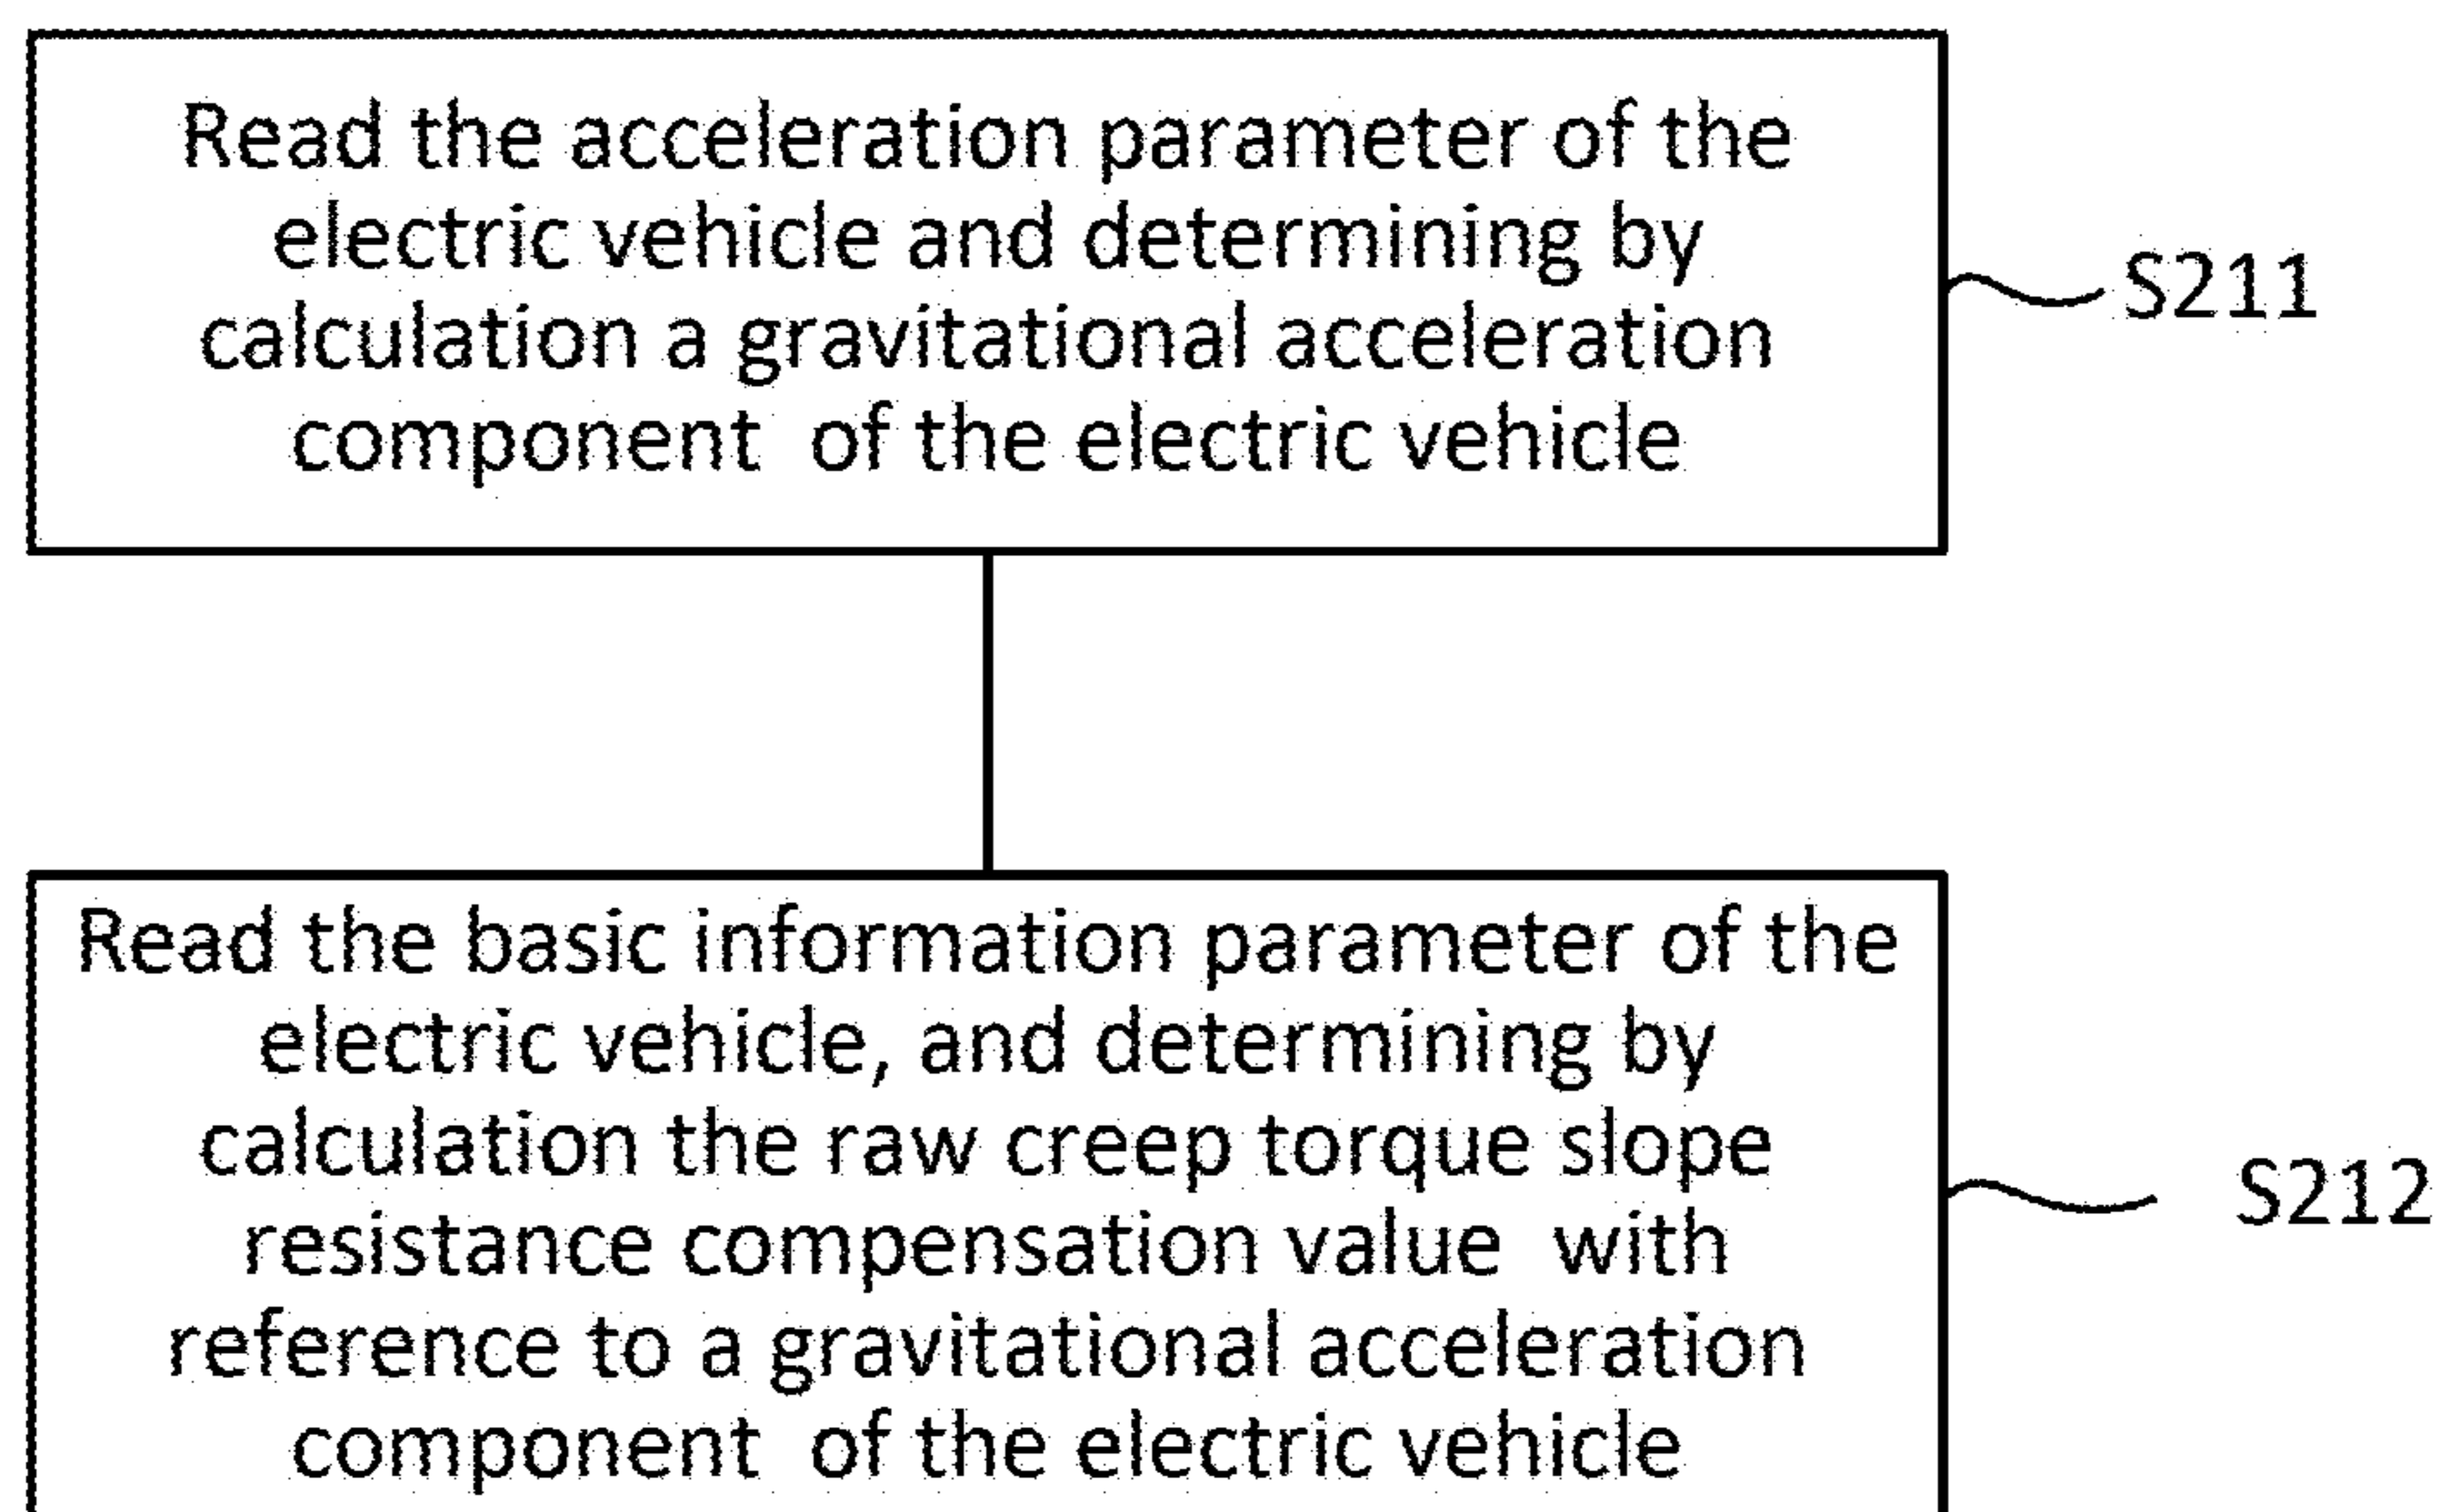 Read the acceleration parameter of the
electric vehicle and determining by
calculation a gravitational acceleration
component  of the electric vehicle
S211
Read the basic information parameter of the
electric vehicle, and determining by
calculation the raw creep torque slope
resistance compensation value  with
reference to a gravitational acceleration
component  of the electric vehicle
S212